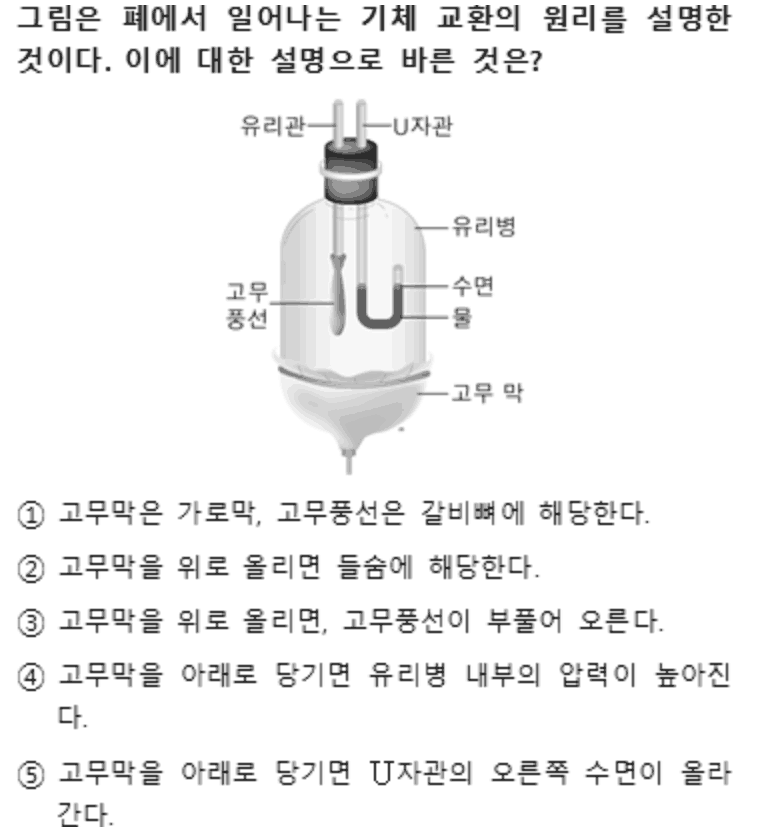 그림은 폐에서 일어나는 기체 교환의 원리를 설명한
것이다. 이에 대한 설명으로 바른 것은?
유리관
U자관
유리병
고무
풍선
수면
물
고무 막
① 고무막은 가로막, 고무풍선은 갈비뼈에 해당한다.
② 고무막을 위로 올리면 들숨에 해당한다.
③ 고무막을 위로 올리면, 고무풍선이 부풀어 오른다.
④ 고무막을 아래로 당기면 유리병 내부의 압력이 높아진
다.
⑤ 고무막을 아래로 당기면 U자관의 오른쪽 수면이 올라
간다.